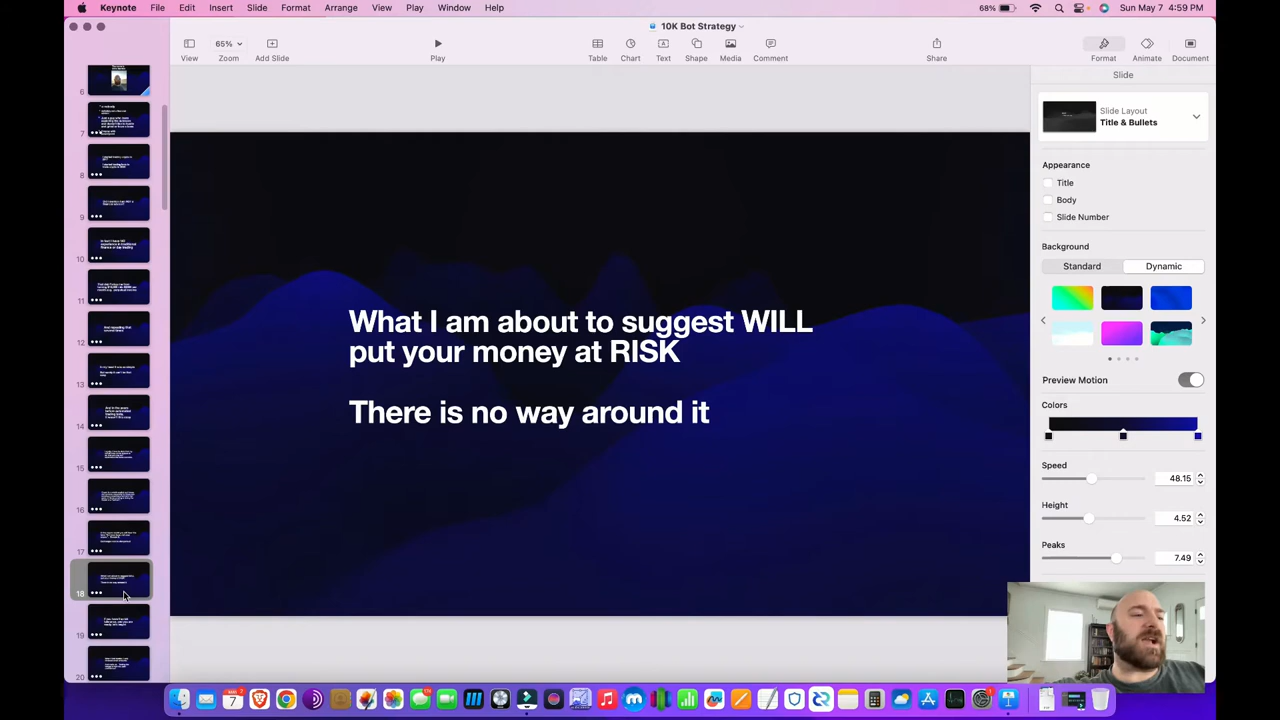 Keynote File Edit Insert Slide Format Arrange View Play Window Help
68% Sun May 7 4:59 PM
10K Bot Strategy
65%
View Zoom Add Slide Play Table Chart Text Shape Media Comment Share Format Animate Document
Slide
Slide Layout
Title & Bullets
Appearance
Title
Body
Slide Number
Background
Standard Dynamic
Preview Motion
Colors
Speed
48.15
Height
4.52
Peaks
7.49
What I am about to suggest WILL
put your money at RISK
There is no way around it
6
7
8
9
10
11
12
13
14
15
16
17
18
19
20